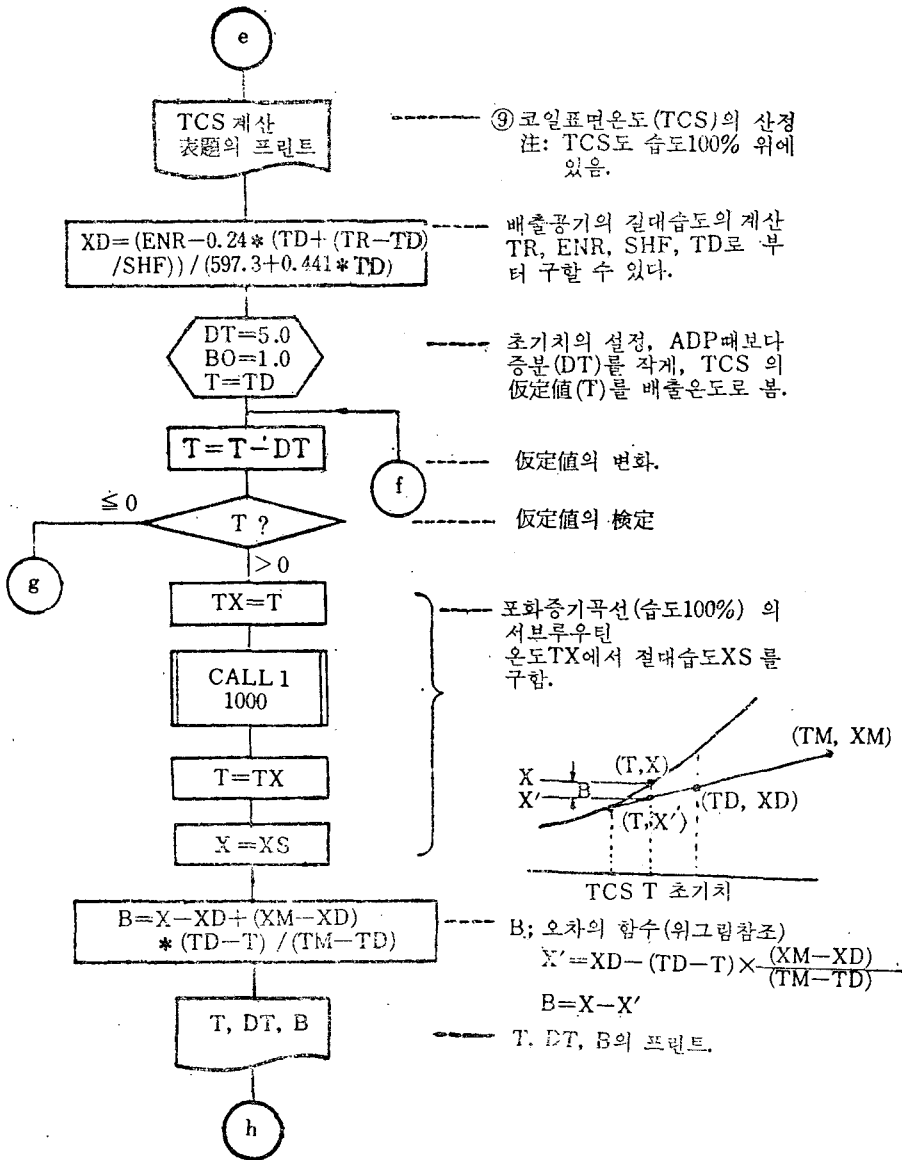 e
TCS 계산
表題의 프린트
⑨ 코일표면온도(TCS)의 산정
注: TCS도 습도100% 위에
있음.
XD=(ENR-0.24*(TD+(TR-TD)
/SHF))/(597.3+0.441*TD)
배출공기의 절대습도의 계산
TR, ENR, SHF, TD로 부
터 구할 수 있다.
DT=5.0
BO=1.0
T=TD
초기치의 설정, ADP때보다
증분(DT)를 작게, TCS 의
仮定値(T)를 배출온도로 봄.
T=T-DT
f
仮定値의 변화.
≦0
T ?
仮定値의 検定
g
>0
TX=T
포화증기곡선(습도100%) 의
서브루우틴
온도TX에서 절대습도XS 를
구함.
CALL 1
1000
T=TX
X=XS
(TM, XM)
X
(T,X)
B
X′
(TD, XD)
(T,X′)
TCS T 초기치
B=X-XD+(XM-XD)
*(TD-T)/(TM-TD)
B; 오차의 함수(위그림참조)
X′=XD-(TD-T)×(XM-XD)
(TM-TD)
B=X-X′
T, DT, B
T. DT, B의 프린트.
h